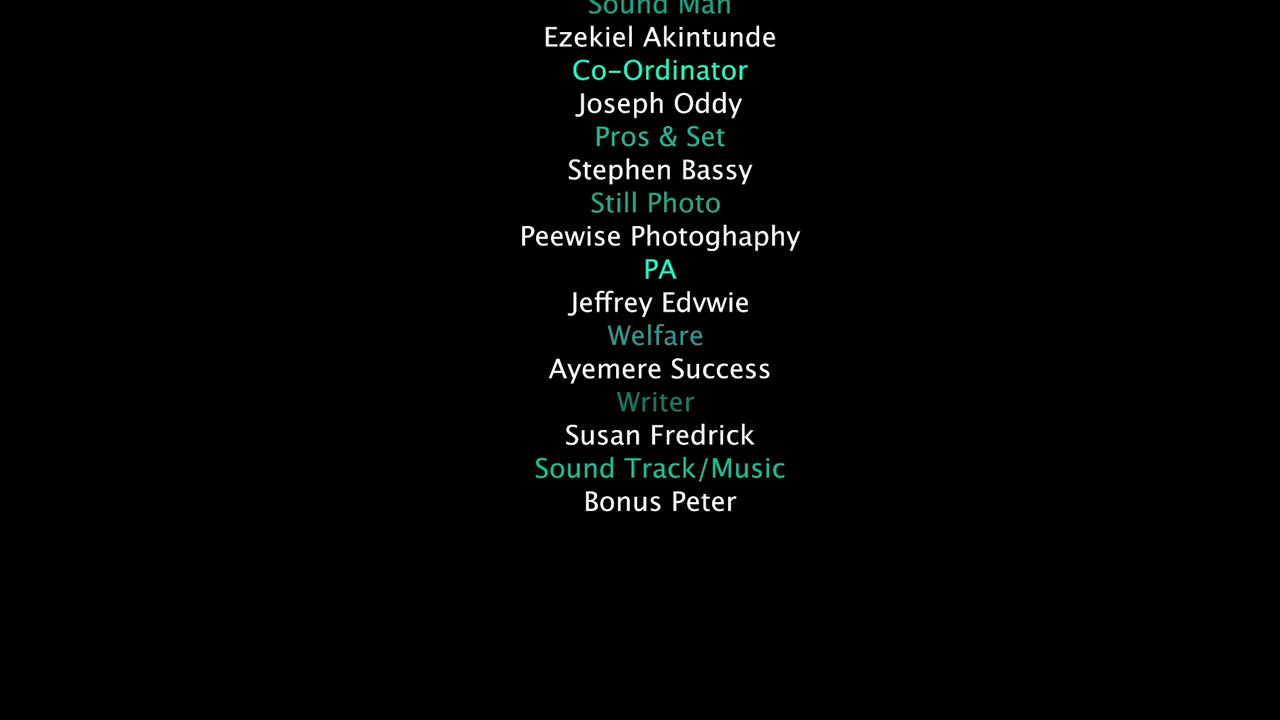 Sound Man
Ezekiel Akintunde
Co-Ordinator
Joseph Oddy
Pros & Set
Stephen Bassy
Still Photo
Peewise Photoghaphy
PA
Jeffrey Edvwie
Welfare
Ayemere Success
Writer
Susan Fredrick
Sound Track/Music
Bonus Peter